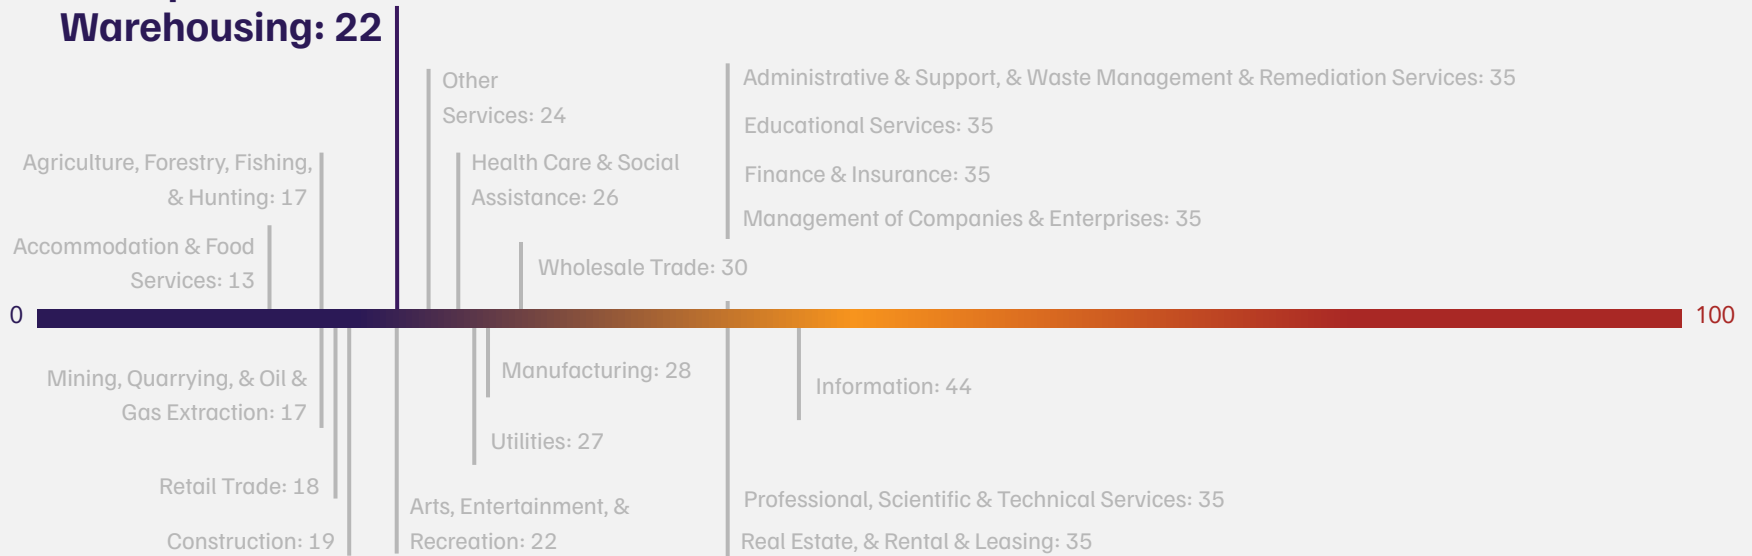 Warehousing: 22
Other
Services: 24
Administrative & Support, & Waste Management & Remediation Services: 35
Educational Services: 35
Agriculture, Forestry, Fishing,
& Hunting: 17
Health Care & Social
Assistance: 26
Finance & Insurance: 35
Management of Companies & Enterprises: 35
Accommodation & Food
Services: 13
Wholesale Trade: 30
0
100
Mining, Quarrying, & Oil &
Gas Extraction: 17
Manufacturing: 28
Information: 44
Utilities: 27
Retail Trade: 18
Arts, Entertainment, &
Recreation: 22
Professional, Scientific & Technical Services: 35
Construction: 19
Real Estate, & Rental & Leasing: 35